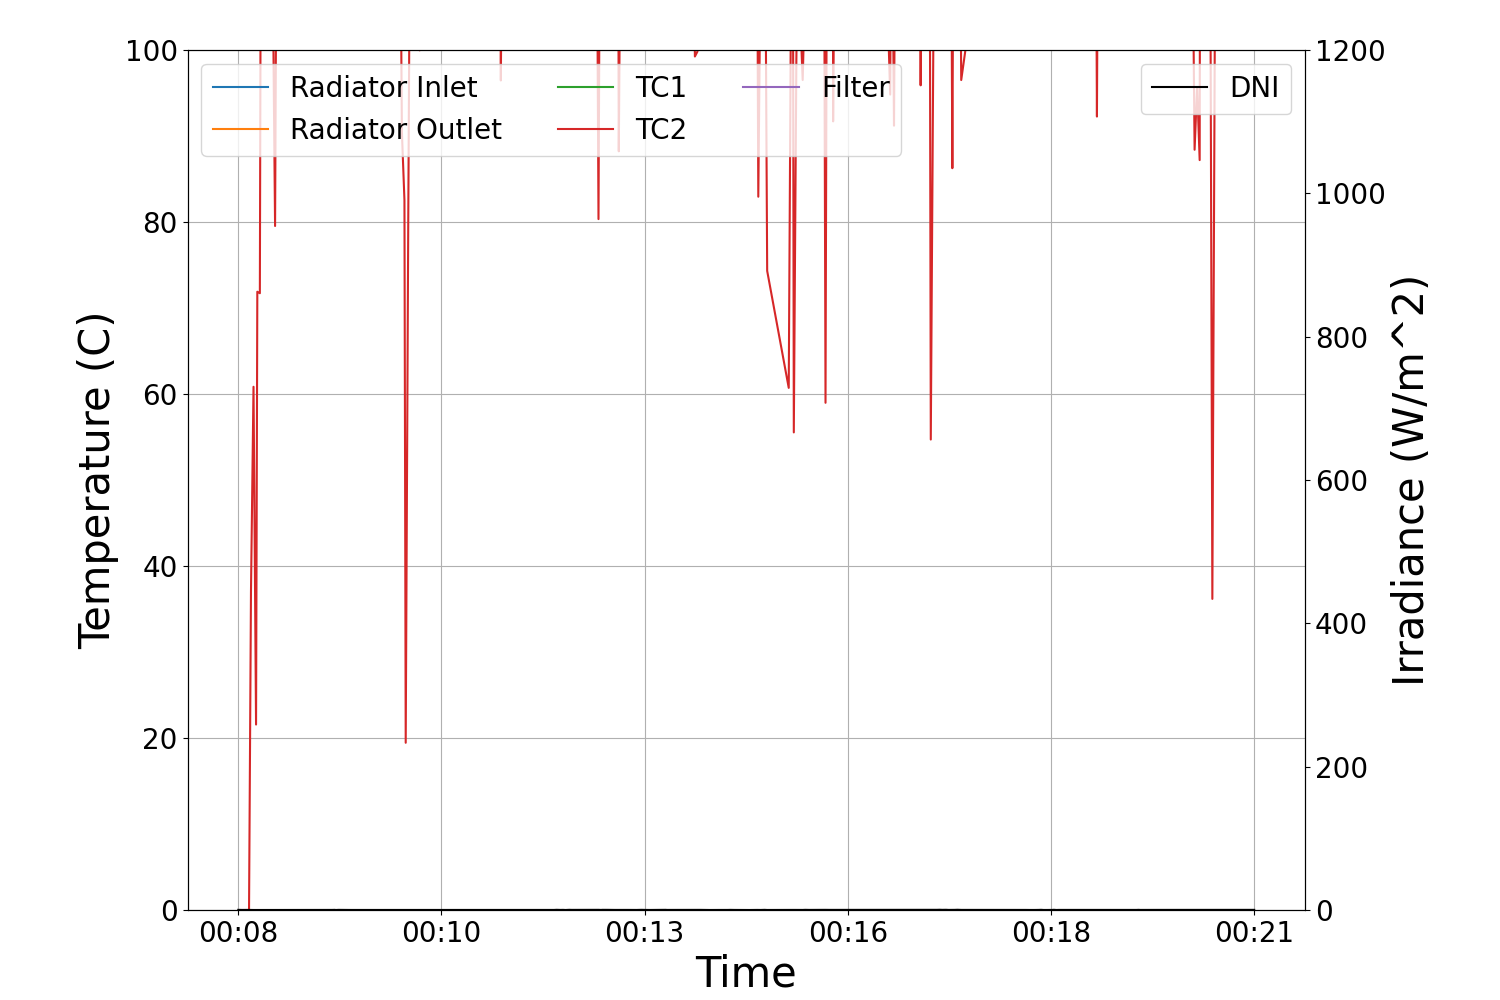 Radiator Inlet
Radiator Outlet
TC1
TC2
Filter
DNI
Temperature (C)
100
80
60
40
20
0
1200
1000
800
600
400
200
0
Irradiance (W/m^2)
00:08 00:10 00:13 00:16 00:18 00:21
Time